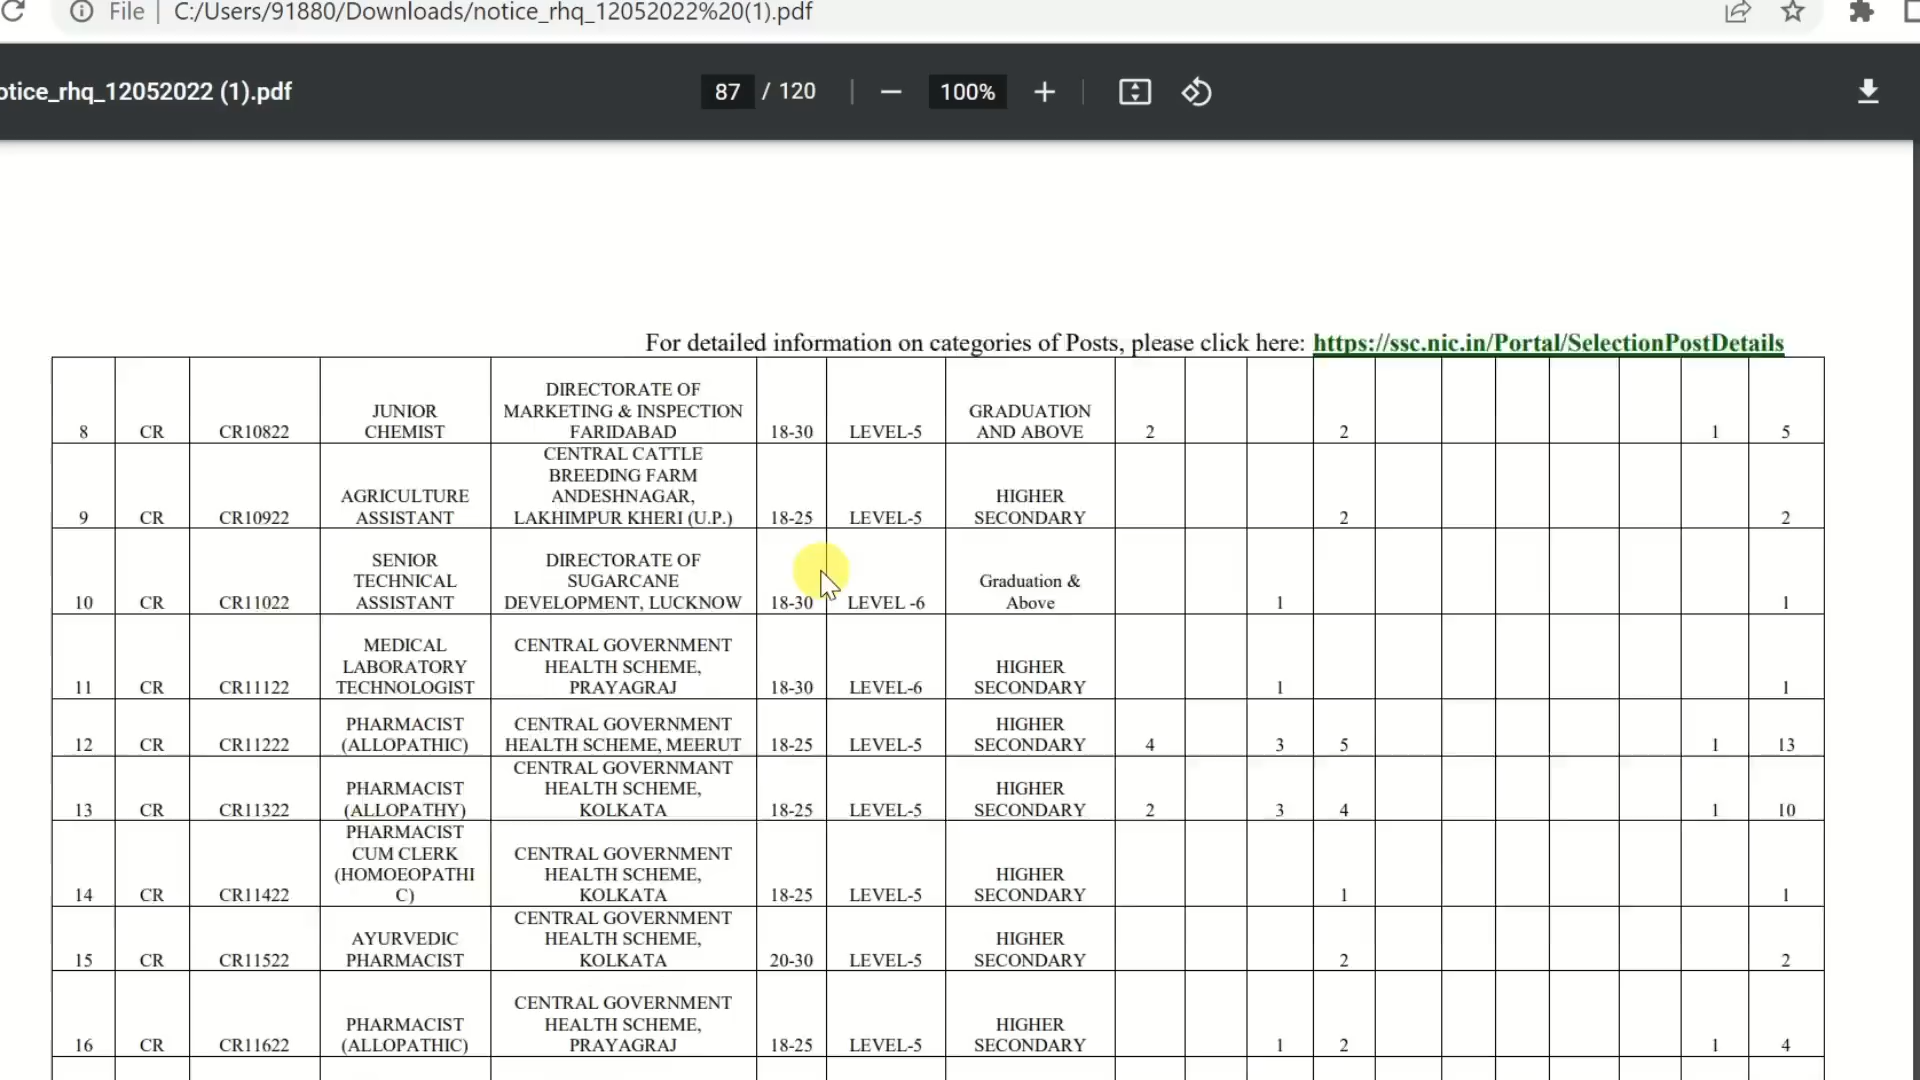 File | C:/Users/91880/Downloads/notice_rhq_12052022%20(1).pdf
otice_rhq_12052022 (1).pdf 87 / 120 100%
For detailed information on categories of Posts, please click here: https://ssc.nic.in/Portal/SelectionPostDetails
8 CR CR10822 JUNIOR CHEMIST DIRECTORATE OF MARKETING & INSPECTION FARIDABAD 18-30 LEVEL-5 GRADUATION AND ABOVE 2 2 1 5
9 CR CR10922 AGRICULTURE ASSISTANT CENTRAL CATTLE BREEDING FARM ANDESHNAGAR, LAKHIMPUR KHERI (U.P.) 18-25 LEVEL-5 HIGHER SECONDARY 2 2
10 CR CR11022 SENIOR TECHNICAL ASSISTANT DIRECTORATE OF SUGARCANE DEVELOPMENT, LUCKNOW 18-30 LEVEL -6 Graduation & Above 1 1
11 CR CR11122 MEDICAL LABORATORY TECHNOLOGIST CENTRAL GOVERNMENT HEALTH SCHEME, PRAYAGRAJ 18-30 LEVEL-6 HIGHER SECONDARY 1 1
12 CR CR11222 PHARMACIST (ALLOPATHIC) CENTRAL GOVERNMENT HEALTH SCHEME, MEERUT 18-25 LEVEL-5 HIGHER SECONDARY 4 3 5 1 13
13 CR CR11322 PHARMACIST (ALLOPATHY) CENTRAL GOVERNMANT HEALTH SCHEME, KOLKATA 18-25 LEVEL-5 HIGHER SECONDARY 2 3 4 1 10
14 CR CR11422 PHARMACIST CUM CLERK (HOMOEOPATHI C) CENTRAL GOVERNMENT HEALTH SCHEME, KOLKATA 18-25 LEVEL-5 HIGHER SECONDARY 1 1
15 CR CR11522 AYURVEDIC PHARMACIST CENTRAL GOVERNMENT HEALTH SCHEME, KOLKATA 20-30 LEVEL-5 HIGHER SECONDARY 2 2
16 CR CR11622 PHARMACIST (ALLOPATHIC) CENTRAL GOVERNMENT HEALTH SCHEME, PRAYAGRAJ 18-25 LEVEL-5 HIGHER SECONDARY 1 2 1 4